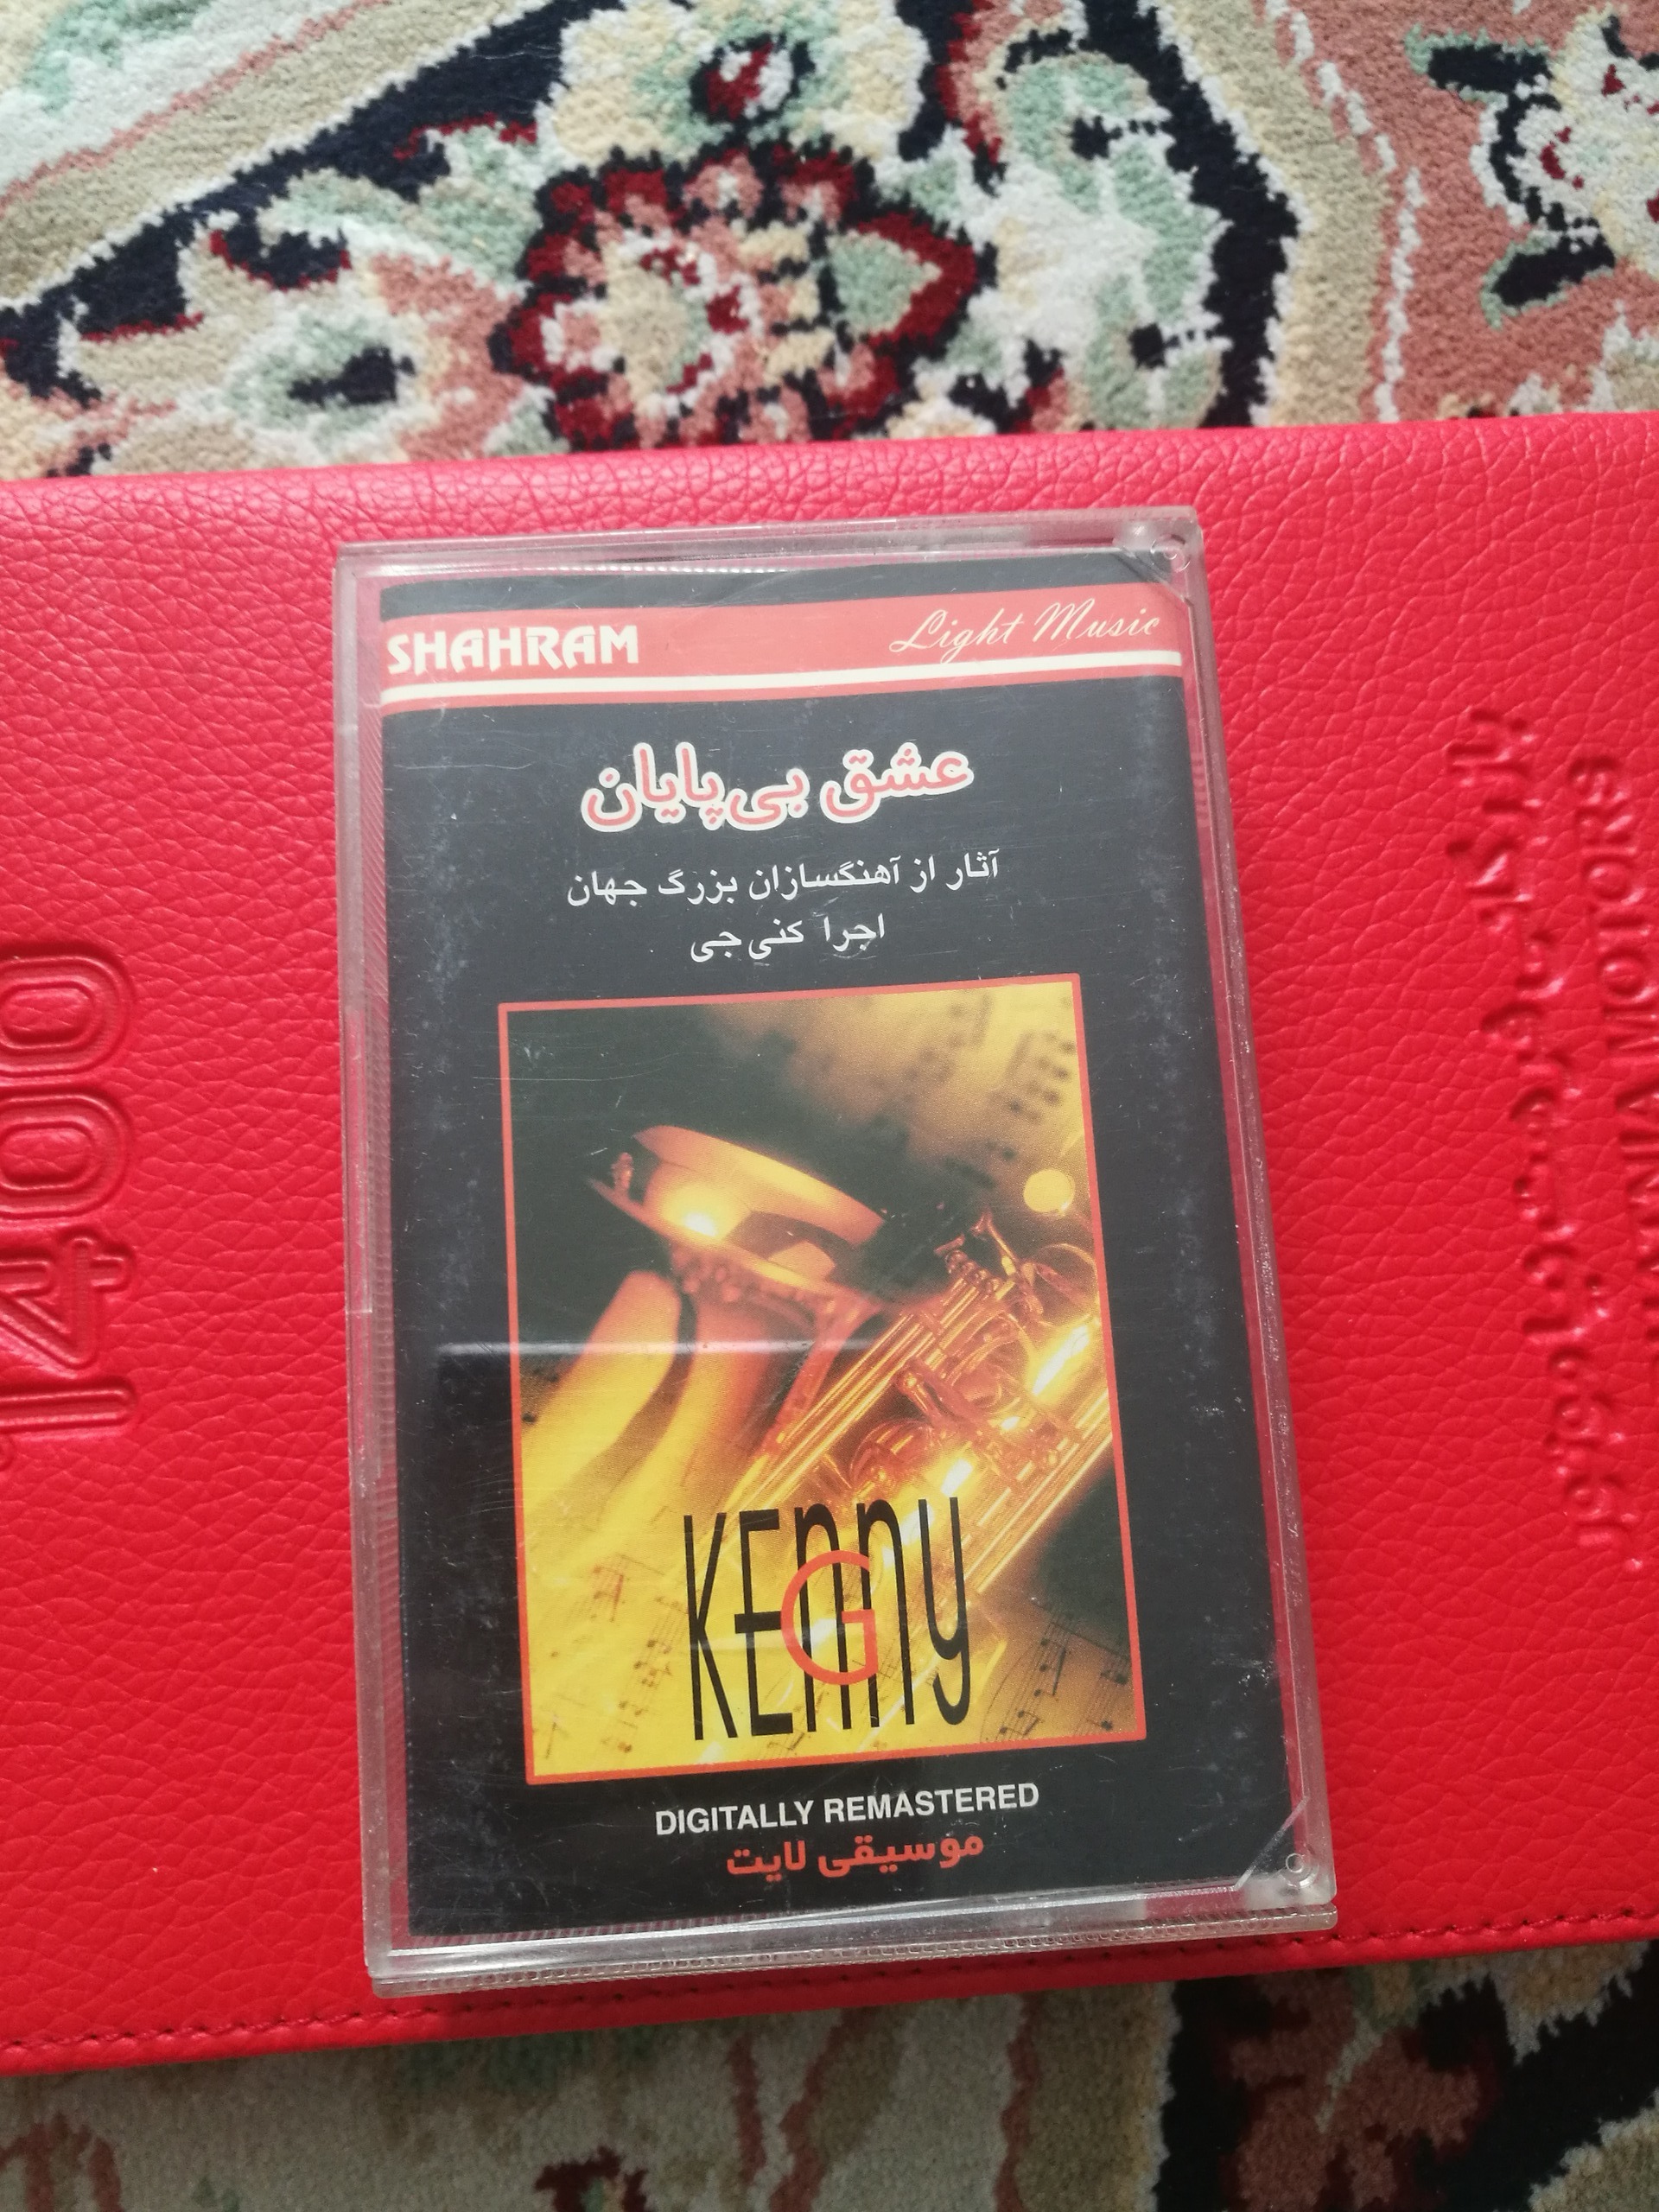 SHAHRAM
Light Music
عشق بی‌پایان
آثار از آهنگسازان بزرگ جهان
اجرا کنی جی
KEnny
G
DIGITALLY REMASTERED
موسیقی لایت
1400